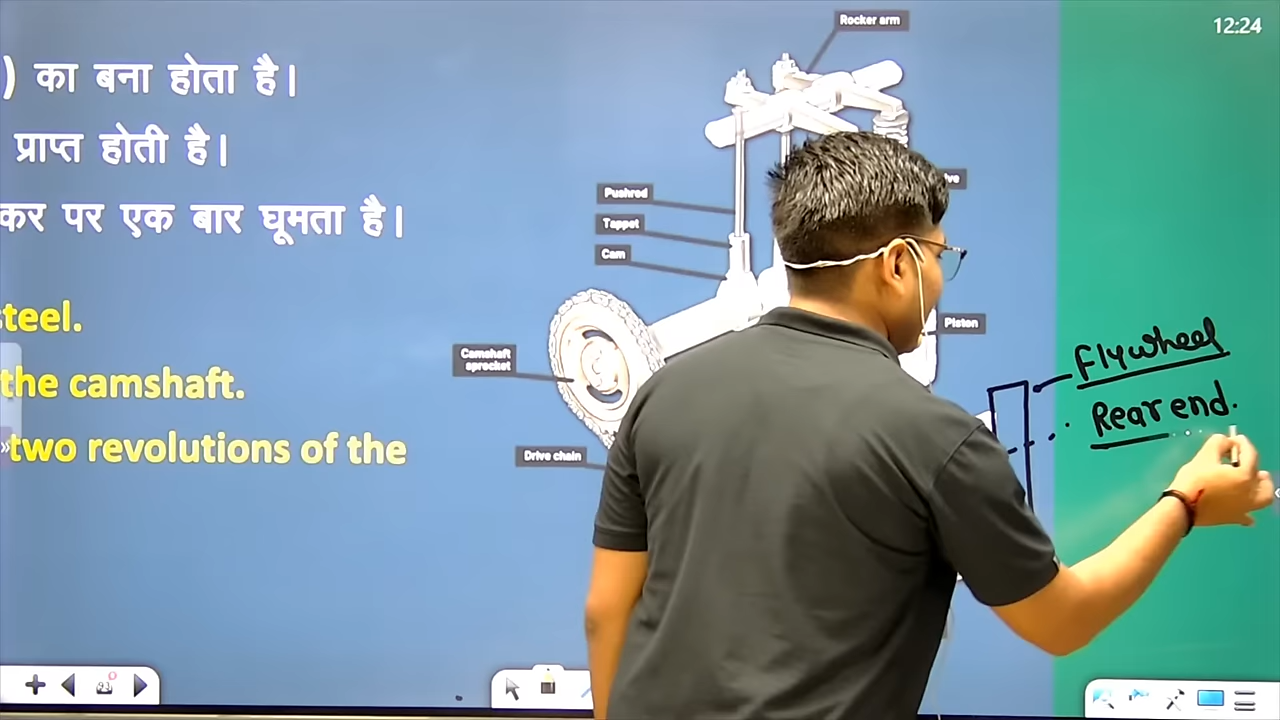 ) का बना होता है।
प्राप्त होती है।
कर पर एक बार घूमता है।
steel.
the camshaft.
two revolutions of the
Rocker arm
Pushrod
Tappet
Cam
Camshaft
sprocket
Drive chain
Piston
Flywheel
Rear end.
12:24